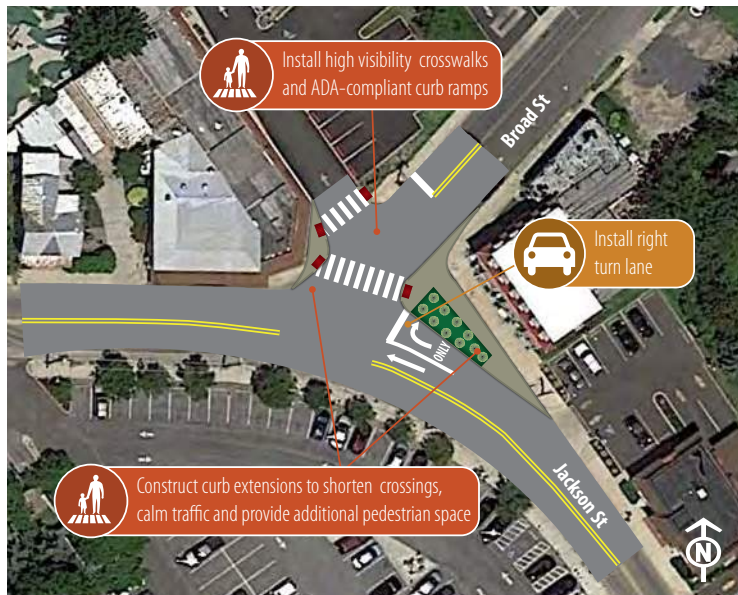 Install high visibility crosswalks
and ADA-compliant curb ramps
Broad St
Install right
turn lane
ONLY
Construct curb extensions to shorten crossings,
calm traffic and provide additional pedestrian space
Jackson St
N